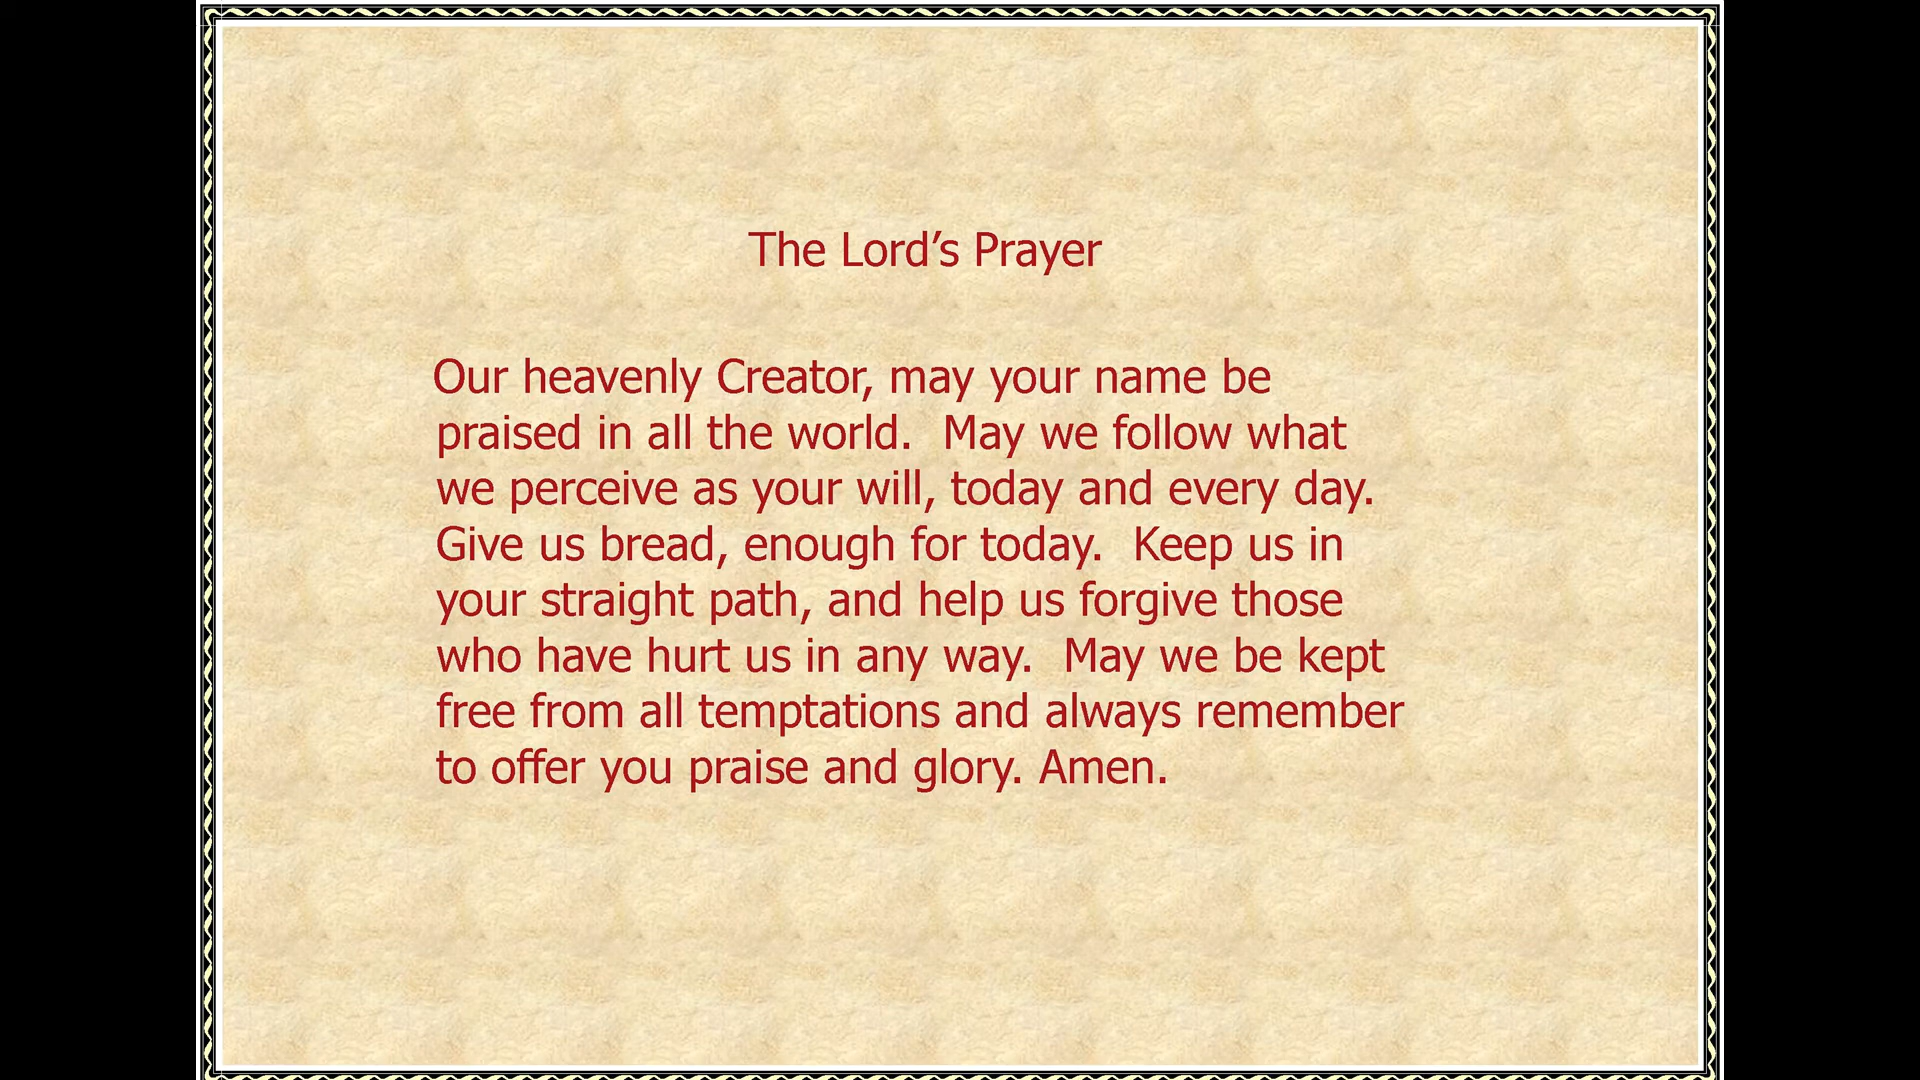 The Lord’s Prayer
Our heavenly Creator, may your name be
praised in all the world.  May we follow what
we perceive as your will, today and every day.
Give us bread, enough for today.  Keep us in
your straight path, and help us forgive those
who have hurt us in any way.  May we be kept
free from all temptations and always remember
to offer you praise and glory. Amen.